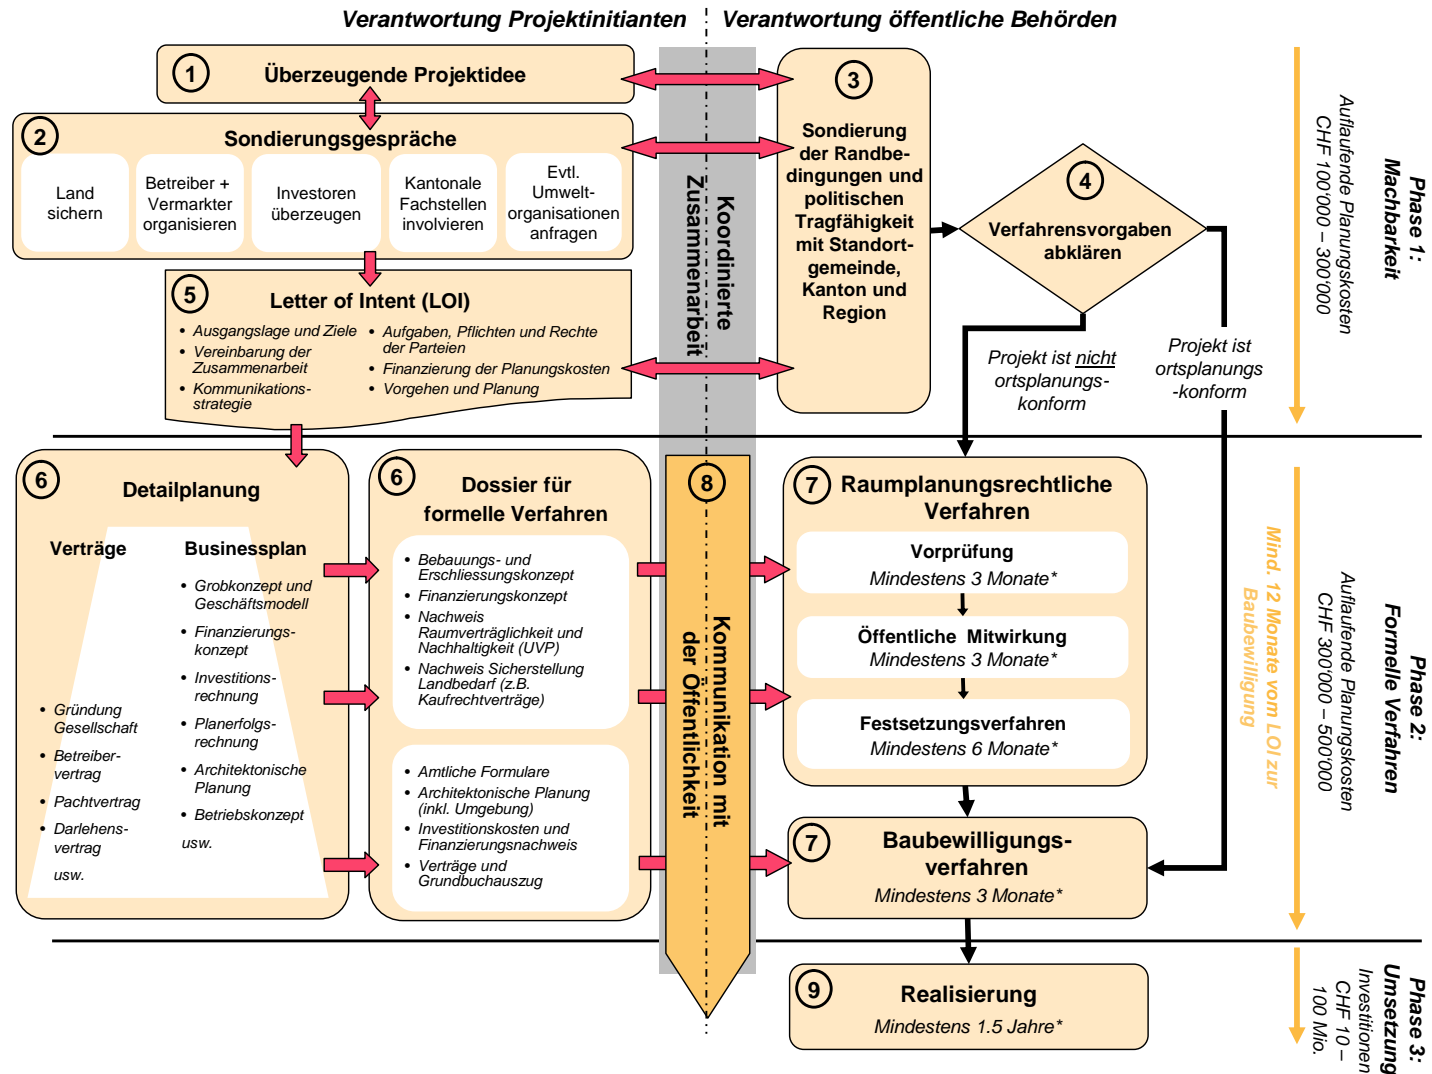 Verantwortung Projektinitianten
Verantwortung öffentliche Behörden
1
Überzeugende Projektidee
2
Sondierungsgespräche
Land
sichern
Betreiber +
Vermarkter
organisieren
Investoren
überzeugen
Kantonale
Fachstellen
involvieren
Evtl.
Umwelt-
organisationen
anfragen
3
Sondierung
der Randbe-
dingungen und
politischen
Tragfähigkeit
mit Standort-
gemeinde,
Kanton und
Region
4
Verfahrensvorgaben
abklären
Projekt ist nicht
ortsplanungs-
konform
Projekt ist
ortsplanungs
-konform
5
Letter of Intent (LOI)
• Ausgangslage und Ziele
• Vereinbarung der
Zusammenarbeit
• Kommunikations-
strategie
• Aufgaben, Pflichten und Rechte
der Parteien
• Finanzierung der Planungskosten
• Vorgehen und Planung
Koordinierte
Zusammenarbeit
Phase 1:
Machbarkeit
Auflaufende Planungskosten
CHF 100'000 – 300'000
6
Detailplanung
Verträge
• Gründung
Gesellschaft
• Betreiber-
vertrag
• Pachtvertrag
• Darlehens-
vertrag
usw.
Businessplan
• Grobkonzept und
Geschäftsmodell
• Finanzierungs-
konzept
• Investitions-
rechnung
• Planerfolgs-
rechnung
• Architektonische
Planung
• Betriebskonzept
usw.
6
Dossier für
formelle Verfahren
• Bebauungs- und
Erschliessungskonzept
• Finanzierungskonzept
• Nachweis
Raumverträglichkeit und
Nachhaltigkeit (UVP)
• Nachweis Sicherstellung
Landbedarf (z.B.
Kaufrechtverträge)
• Amtliche Formulare
• Architektonische Planung
(inkl. Umgebung)
• Investitionskosten und
Finanzierungsnachweis
• Verträge und
Grundbuchauszug
8
Kommunikation mit
der Öffentlichkeit
7
Raumplanungsrechtliche
Verfahren
Vorprüfung
Mindestens 3 Monate*
Öffentliche Mitwirkung
Mindestens 3 Monate*
Festsetzungsverfahren
Mindestens 6 Monate*
7
Baubewilligungs-
verfahren
Mindestens 3 Monate*
Mind. 12 Monate vom LOI zur
Baubewilligung
Phase 2:
Formelle Verfahren
Auflaufende Planungskosten
CHF 300'000 – 500'000
9
Realisierung
Mindestens 1.5 Jahre*
Phase 3:
Umsetzung
Investitionen
CHF 10 –
100 Mio.